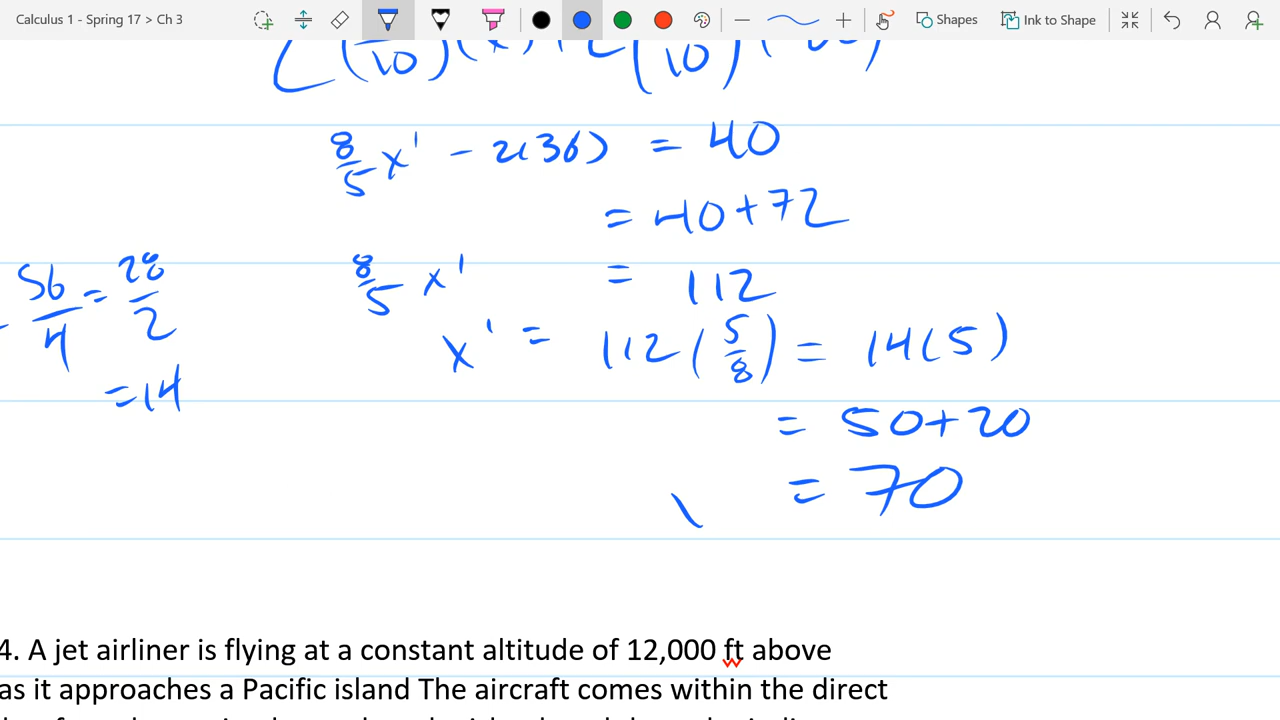 Calculus 1 - Spring 17 > Ch 3
Shapes
Ink to Shape
10 10
8/5 x' - 2(36) = 40
= 40+72
8/5 x' = 112
56/4 = 28/2
= 14
x' = 112(5/8) = 14(5)
= 50+20
= 70
4. A jet airliner is flying at a constant altitude of 12,000 ft above
as it approaches a Pacific island The aircraft comes within the direct